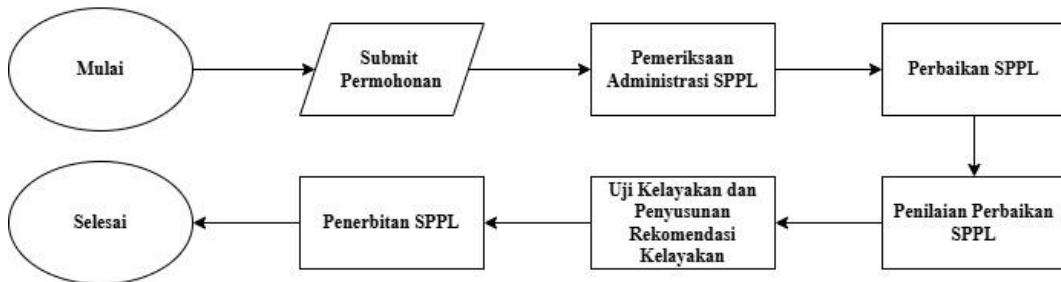 Mulai
Submit
Permohonan
Pemeriksaan
Administrasi SPPL
Perbaikan SPPL
Penilaian Perbaikan
SPPL
Uji Kelayakan dan
Penyusunan
Rekomendasi
Kelayakan
Penerbitan SPPL
Selesai